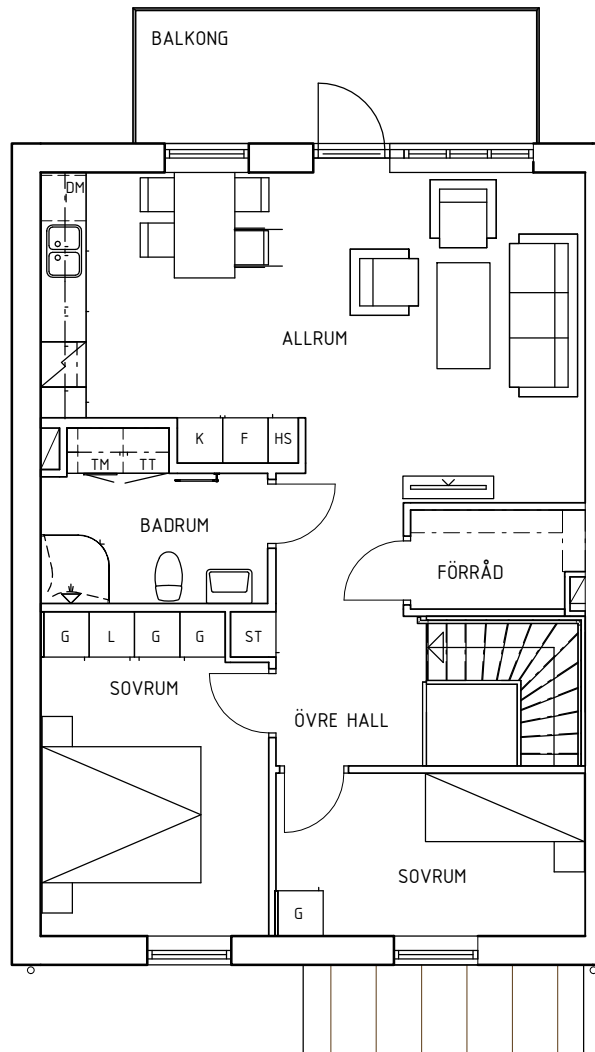 BALKONG
DM
ALLRUM
K F HS
TM TT
BADRUM
FÖRRÅD
G L G G ST
SOVRUM
ÖVRE HALL
SOVRUM
G